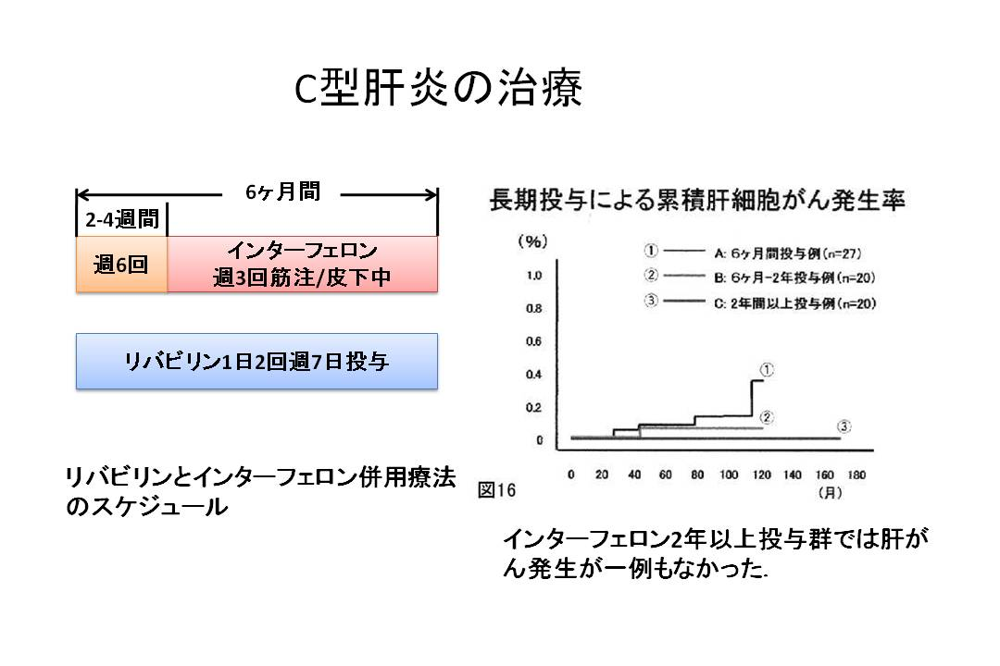 C型肝炎の治療
6ヶ月間
2-4週間
週6回
インターフェロン
週3回筋注/皮下中
リバビリン1日2回週7日投与
リバビリンとインターフェロン併用療法
のスケジュール
長期投与による累積肝細胞がん発生率
(%)
① A: 6ヶ月間投与例(n=27)
② B: 6ヶ月-2年投与例(n=20)
③ C: 2年間以上投与例(n=20)
1.0
0.8
0.6
0.4
0.2
0
①
②
③
0 20 40 60 80 100 120 140 160 180
(月)
図16
インターフェロン2年以上投与群では肝が
ん発生が一例もなかった.